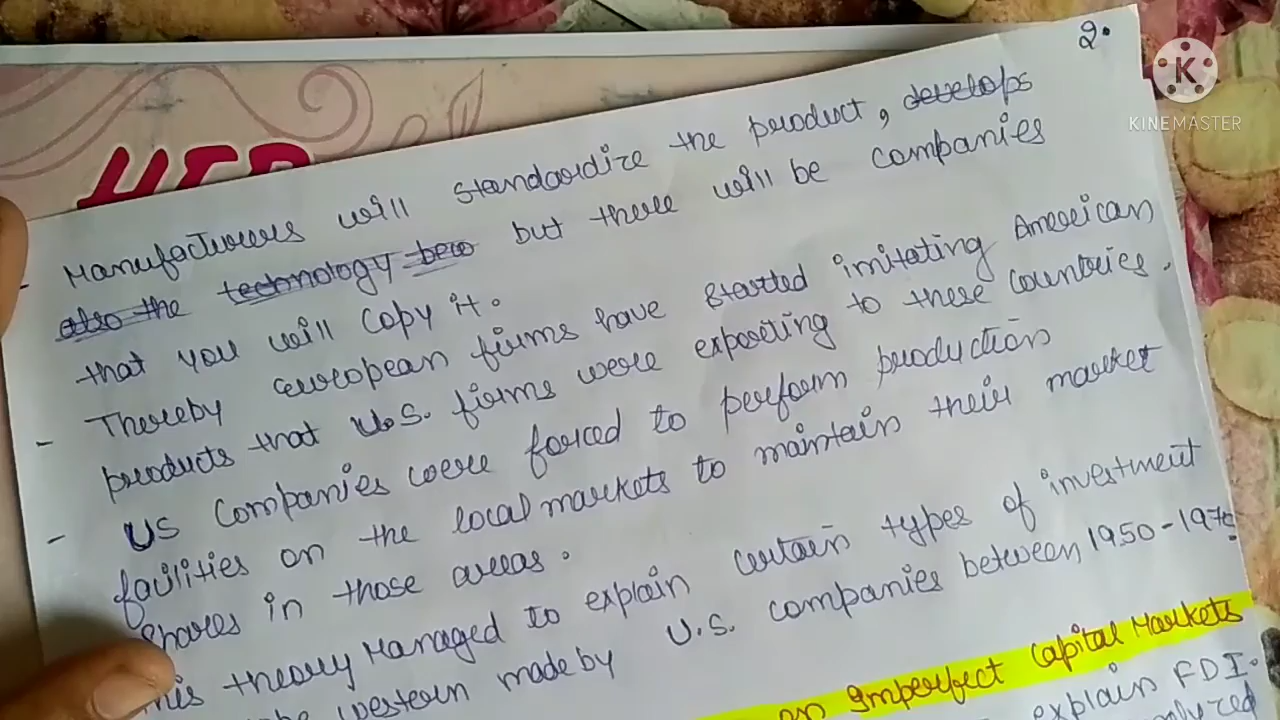 2.
KINEMASTER
Manufacturers will standardize the product, develops
also the technology beco but there will be companies
that you will copy it.
- Thereby european firms have started imitating American
products that U.S. firms were exporting to these countries.
- US Companies were forced to perform production
facilities on the local markets to maintain their market
shares in those areas.
This theory Managed to explain certain types of investment
western made by U.S. companies between 1950-1970
on Imperfect Capital Markets
explain FDI.